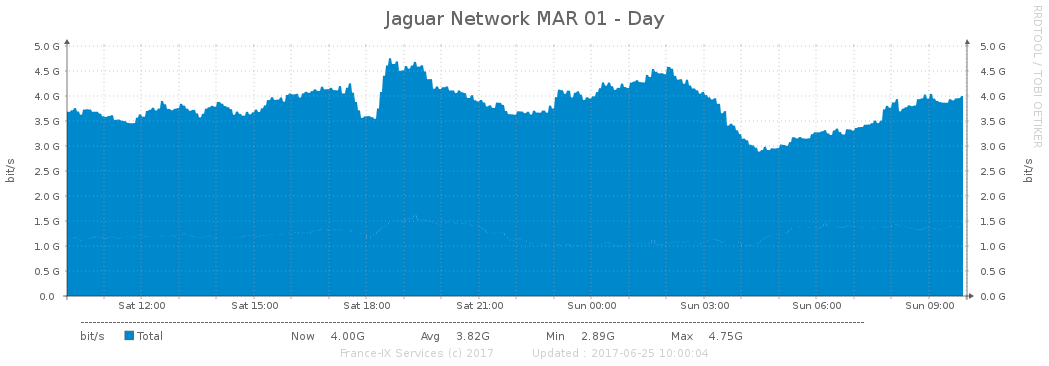 Jaguar Network MAR 01 - Day
RRDTOOL / TOBI OETIKER
5.0 G 5.0 G
4.5 G 4.5 G
4.0 G 4.0 G
3.5 G 3.5 G
3.0 G 3.0 G
2.5 G 2.5 G
2.0 G 2.0 G
1.5 G 1.5 G
1.0 G 1.0 G
0.5 G 0.5 G
0.0 0.0 G
bit/s
bit/s
Sat 12:00 Sat 15:00 Sat 18:00 Sat 21:00 Sun 00:00 Sun 03:00 Sun 06:00 Sun 09:00
bit/s Total Now 4.00G Avg 3.82G Min 2.89G Max 4.75G
France-IX Services (c) 2017 Updated : 2017-06-25 10:00:04